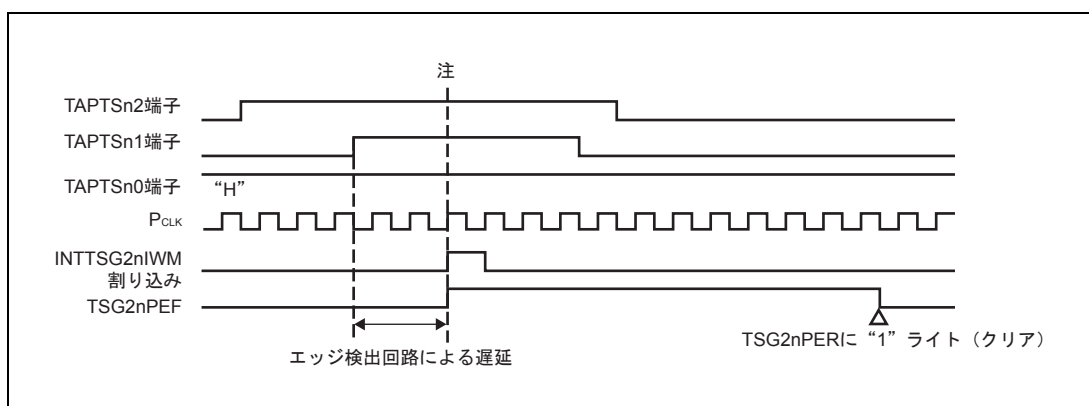 注
TAPTSn2端子
TAPTSn1端子
TAPTSn0端子 “H”
PCLK
INTTSG2nIWM
割り込み
TSG2nPEF
エッジ検出回路による遅延
TSG2nPERに“1”ライト（クリア）